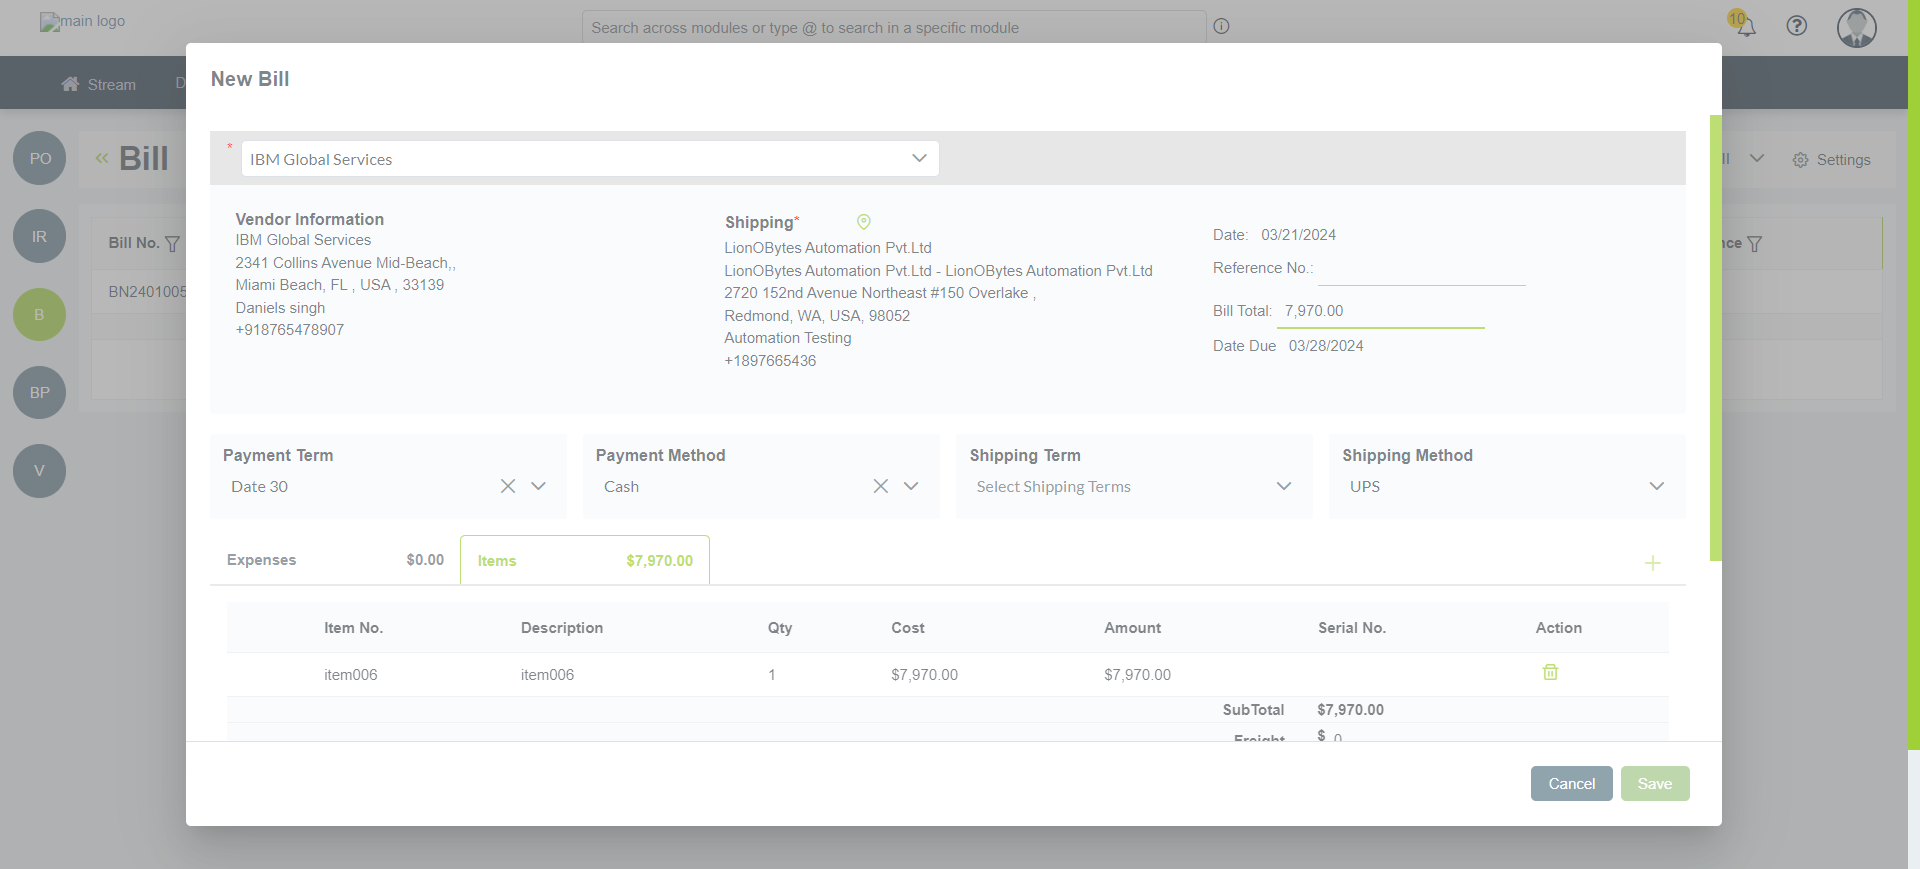 main logo
Search across modules or type @ to search in a specific module
10
Stream
D
PO
Bill
Settings
IR
Bill No.
nce
BN2401005
B
BP
V
New Bill
* IBM Global Services
Vendor Information
IBM Global Services
2341 Collins Avenue Mid-Beach,,
Miami Beach, FL , USA , 33139
Daniels singh
+918765478907
Shipping*
LionOBytes Automation Pvt.Ltd
LionOBytes Automation Pvt.Ltd - LionOBytes Automation Pvt.Ltd
2720 152nd Avenue Northeast #150 Overlake ,
Redmond, WA, USA, 98052
Automation Testing
+1897665436
Date: 03/21/2024
Reference No.:
Bill Total: 7,970.00
Date Due 03/28/2024
Payment Term
Date 30
Payment Method
Cash
Shipping Term
Select Shipping Terms
Shipping Method
UPS
Expenses $0.00
Items $7,970.00
Item No. Description Qty Cost Amount Serial No. Action
item006 item006 1 $7,970.00 $7,970.00
SubTotal $7,970.00
Freight $ 0
Cancel
Save